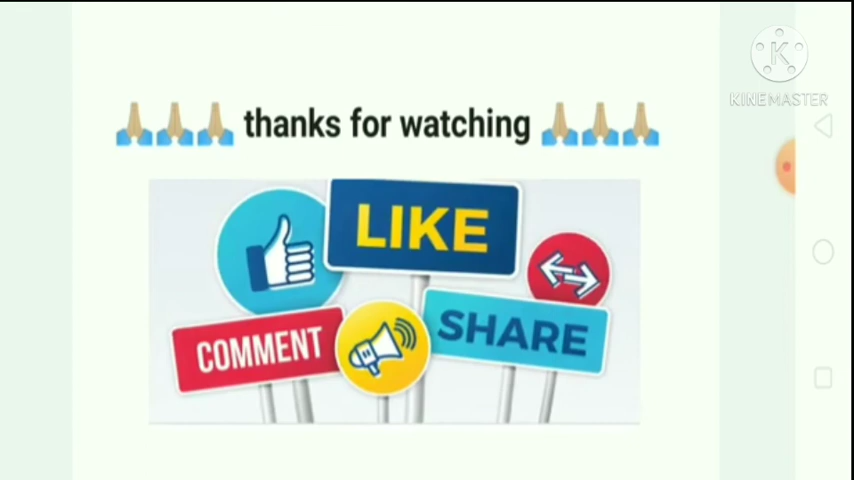 🙏🏼🙏🏼🙏🏼 thanks for watching 🙏🏼🙏🏼🙏🏼
KINEMASTER
LIKE
COMMENT
SHARE